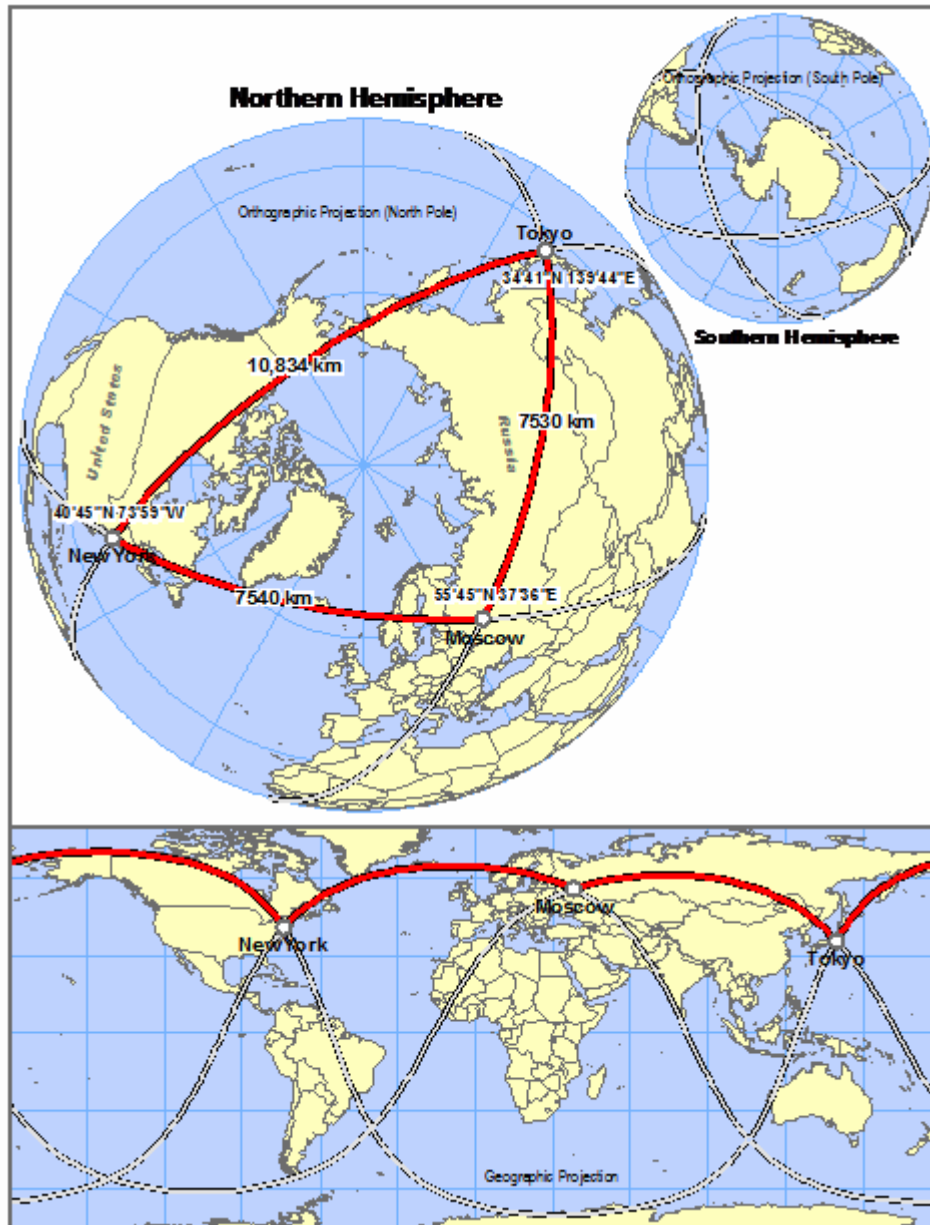 Orthographic Projection (South Pole)
Northern Hemisphere
Orthographic Projection (North Pole)
Tokyo
34'41"N 139'44"E
Southern Hemisphere
10,834 km
United States
7530 km
Russia
40'45"N 73'59"W
New York
7540 km
55'45"N 37'36"E
Moscow
New York
Moscow
Tokyo
Geographic Projection